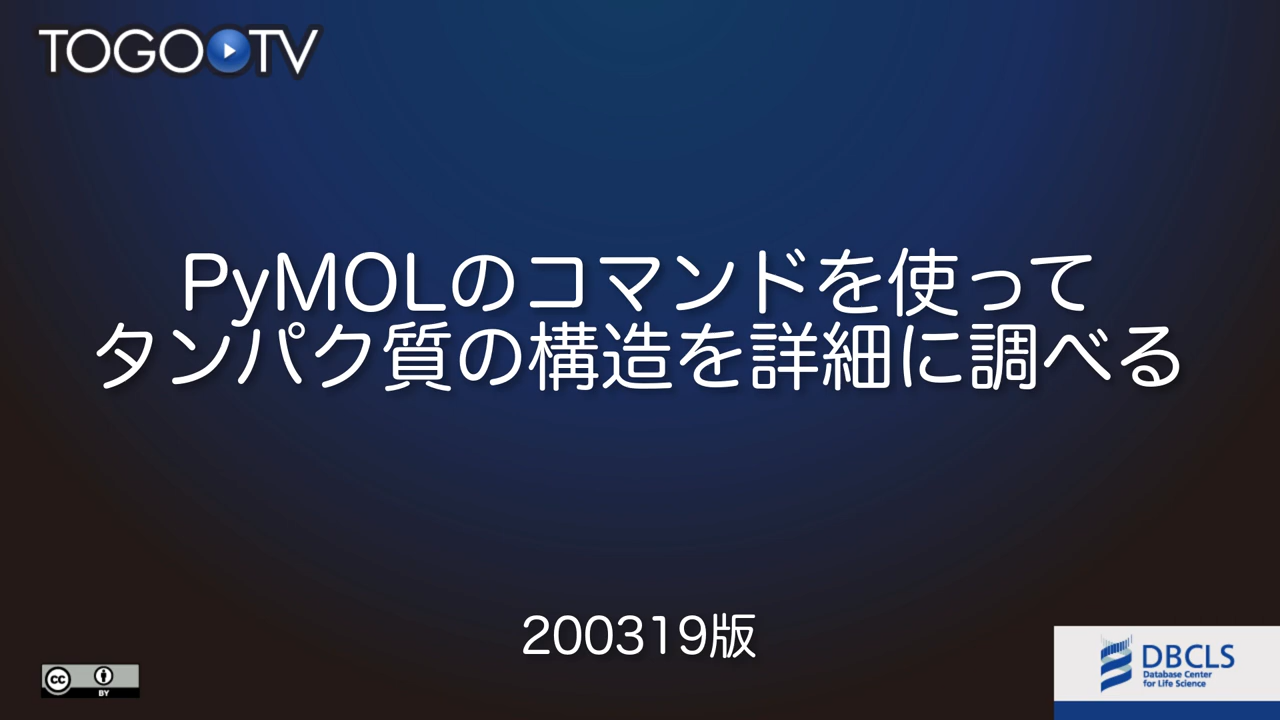 TOGO TV
PyMOLのコマンドを使って
タンパク質の構造を詳細に調べる
200319版
cc
BY
DBCLS
Database Center
for Life Science